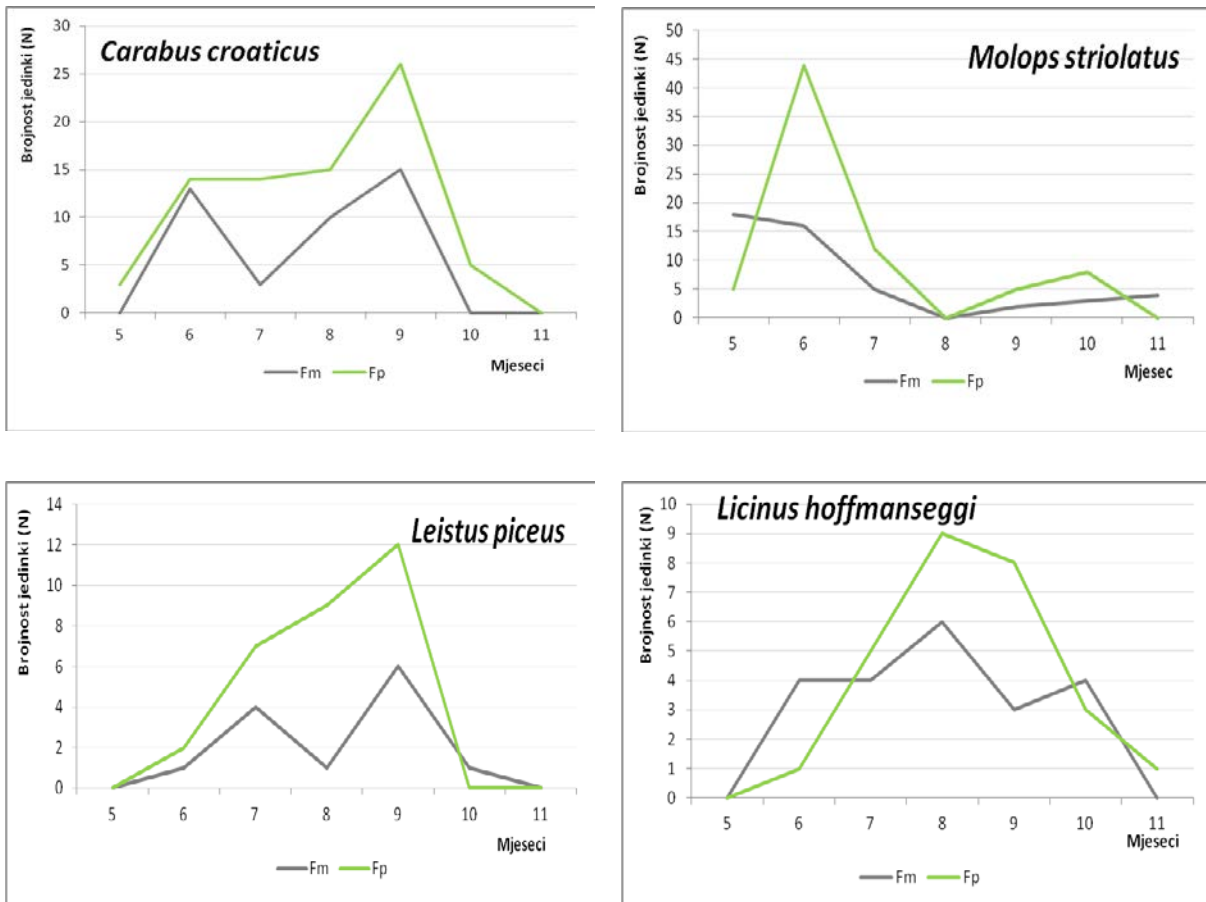 Carabus croaticus
Brojnost jedinki (N)
30
25
20
15
10
5
0
5 6 7 8 9 10 11
Mjeseci
Fm Fp
Molops striolatus
Brojnost jedinki (N)
50
45
40
35
30
25
20
15
10
5
0
5 6 7 8 9 10 11
Mjesec
Fm Fp
Leistus piceus
Brojnost jedinki (N)
14
12
10
8
6
4
2
0
5 6 7 8 9 10 11
Mjeseci
Fm Fp
Licinus hoffmanseggi
Brojnost jedinki (N)
10
9
8
7
6
5
4
3
2
1
0
5 6 7 8 9 10 11
Mjeseci
Fm Fp